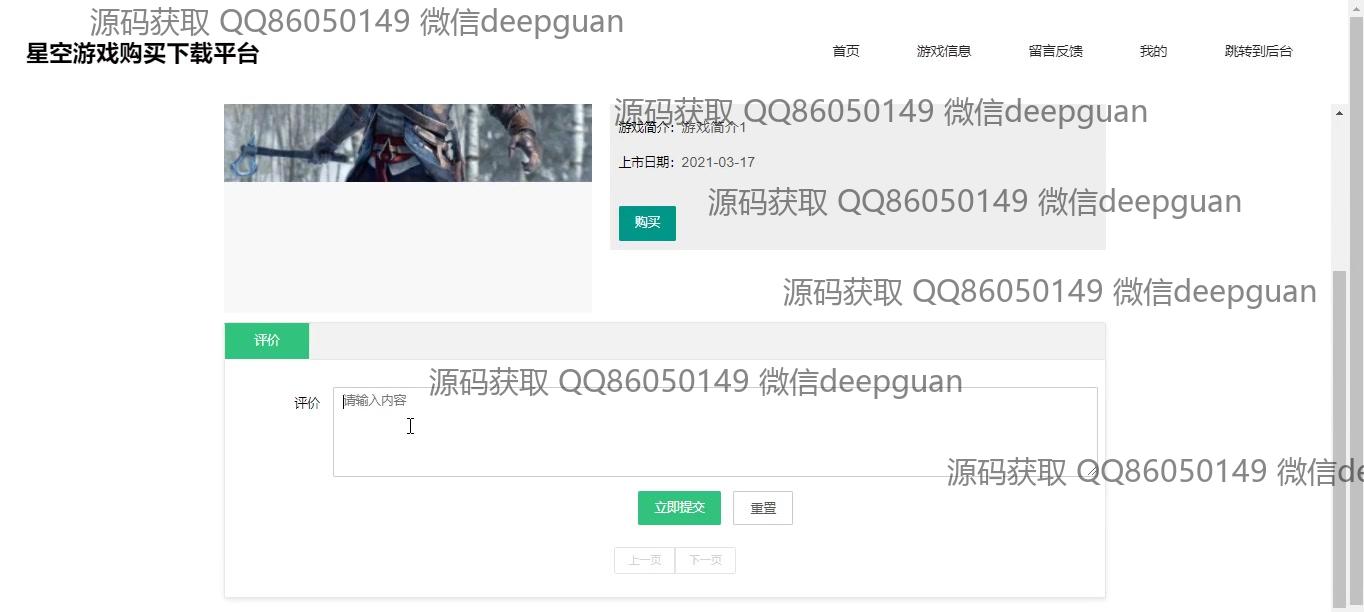 源码获取 QQ86050149 微信deepguan
星空游戏购买下载平台
首页 游戏信息 留言反馈 我的 跳转到后台
源码获取 QQ86050149 微信deepguan
游戏简介：游戏简介1
上市日期：2021-03-17
源码获取 QQ86050149 微信deepguan
购买
源码获取 QQ86050149 微信deepguan
评价
源码获取 QQ86050149 微信deepguan
评价 请输入内容
源码获取 QQ86050149 微信de
立即提交 重置
上一页 下一页